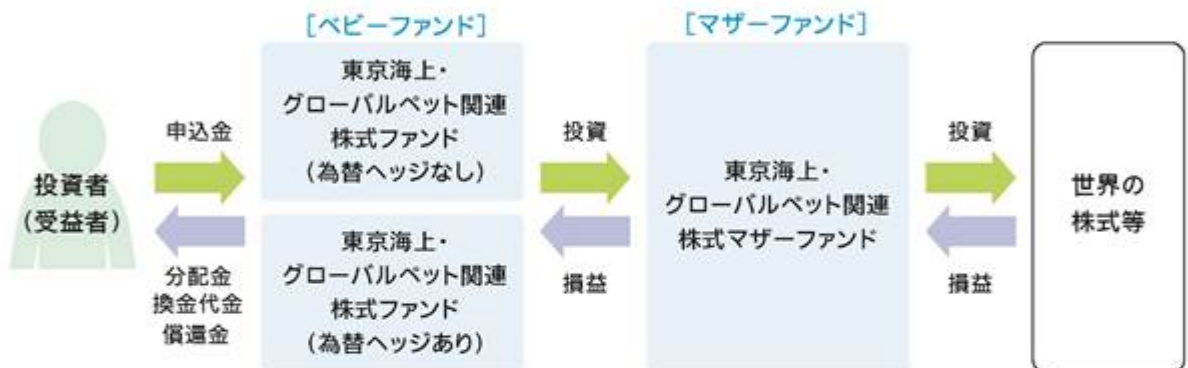 [ベビーファンド]
[マザーファンド]
投資者
(受益者)
申込金
分配金
換金代金
償還金
東京海上・
グローバルペット関連
株式ファンド
(為替ヘッジなし)
東京海上・
グローバルペット関連
株式ファンド
(為替ヘッジあり)
投資
損益
東京海上・
グローバルペット関連
株式マザーファンド
投資
損益
世界の
株式等